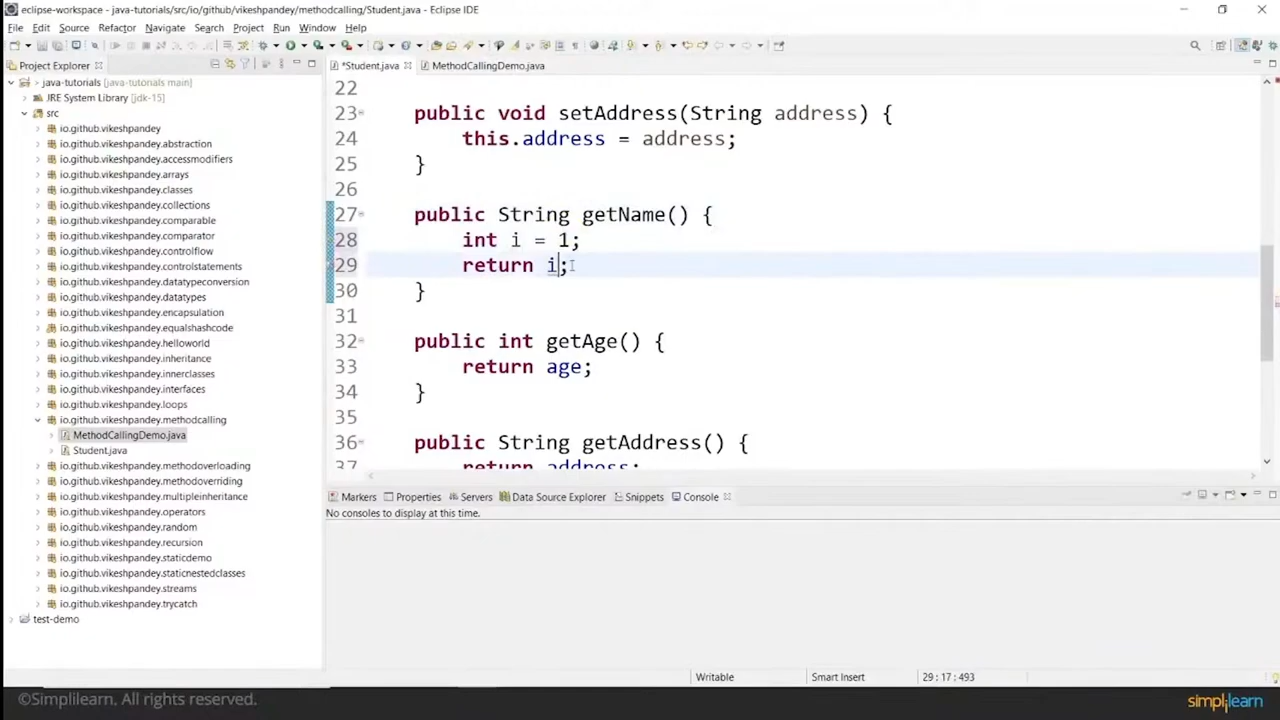 eclipse-workspace - java-tutorials/src/io/github/vikeshpandey/methodcalling/Student.java - Eclipse IDE
File Edit Source Refactor Navigate Search Project Run Window Help
Project Explorer
*Student.java
MethodCallingDemo.java
java-tutorials [java-tutorials main]
JRE System Library [jdk-15]
src
io.github.vikeshpandey
io.github.vikeshpandey.abstraction
io.github.vikeshpandey.accessmodifiers
io.github.vikeshpandey.arrays
io.github.vikeshpandey.classes
io.github.vikeshpandey.collections
io.github.vikeshpandey.comparable
io.github.vikeshpandey.comparator
io.github.vikeshpandey.controlflow
io.github.vikeshpandey.controlstatements
io.github.vikeshpandey.datatypeconversion
io.github.vikeshpandey.datatypes
io.github.vikeshpandey.encapsulation
io.github.vikeshpandey.equalshashcode
io.github.vikeshpandey.helloworld
io.github.vikeshpandey.inheritance
io.github.vikeshpandey.innerclasses
io.github.vikeshpandey.interfaces
io.github.vikeshpandey.loops
io.github.vikeshpandey.methodcalling
MethodCallingDemo.java
Student.java
io.github.vikeshpandey.methodoverloading
io.github.vikeshpandey.methodoverriding
io.github.vikeshpandey.multipleinheritance
io.github.vikeshpandey.operators
io.github.vikeshpandey.random
io.github.vikeshpandey.recursion
io.github.vikeshpandey.staticdemo
io.github.vikeshpandey.staticnestedclasses
io.github.vikeshpandey.streams
io.github.vikeshpandey.trycatch
test-demo
22
23 public void setAddress(String address) {
24 this.address = address;
25 }
26
27 public String getName() {
28 int i = 1;
29 return i;
30 }
31
32 public int getAge() {
33 return age;
34 }
35
36 public String getAddress() {
37 return address;
Markers Properties Servers Data Source Explorer Snippets Console
No consoles to display at this time.
Writable Smart Insert 29 : 17 : 493
©Simplilearn. All rights reserved.
simplilearn